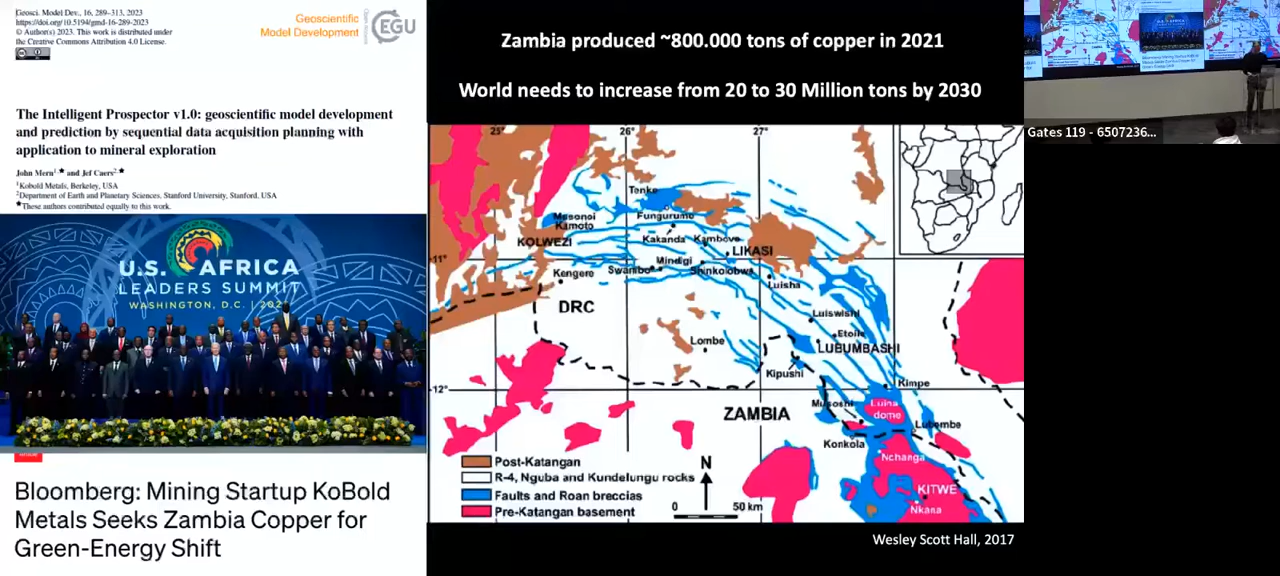 Geosci. Model Dev., 16, 289–313, 2023
https://doi.org/10.5194/gmd-16-289-2023
© Author(s) 2023. This work is distributed under
the Creative Commons Attribution 4.0 License.
Geoscientific
Model Development
EGU
The Intelligent Prospector v1.0: geoscientific model development
and prediction by sequential data acquisition planning with
application to mineral exploration
John Mern1,★ and Jef Caers2,★
1Kobold Metals, Berkeley, USA
2Department of Earth and Planetary Sciences, Stanford University, Stanford, USA
★These authors contributed equally to this work.
U.S. AFRICA
LEADERS SUMMIT
WASHINGTON, D.C. | 2022
Bloomberg: Mining Startup KoBold
Metals Seeks Zambia Copper for
Green-Energy Shift
Zambia produced ~800.000 tons of copper in 2021
World needs to increase from 20 to 30 Million tons by 2030
25°
26°
27°
Tenke
Musonoi
Fungurume
Kamoto
KOLWEZI
Kakanda
Kambove
LIKASI
11°
Mindigi
Swambo
Shinkolobwe
Kengere
Luisha
DRC
Luiswishi
Etoile
Lombe
LUBUMBASHI
Kipushi
12°
Kimpe
Musoshi
Luina
dome
ZAMBIA
Lubembe
Konkola
Nchanga
KITWE
Nkana
Post-Katangan
R-4, Nguba and Kundelungu rocks
Faults and Roan breccias
Pre-Katangan basement
N
0
50 km
Wesley Scott Hall, 2017
Gates 119 - 6507236...